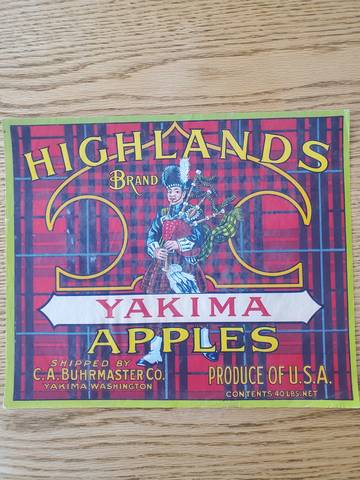 HIGHLANDS
BRAND
YAKIMA
APPLES
SHIPPED BY
C.A. BUHRMASTER CO.
YAKIMA WASHINGTON
PRODUCE OF U.S.A.
CONTENTS 40 LBS. NET